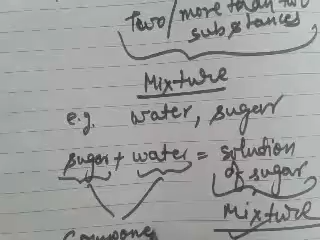 Two / more than two
substances
Mixture
e.g. water, sugar
sugar + water = solution
of sugar
Mixture